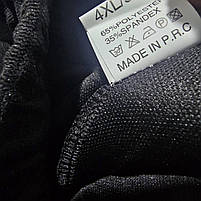 4XL/
65%POLYESTER
35%SPANDEX
MADE IN P.R.C